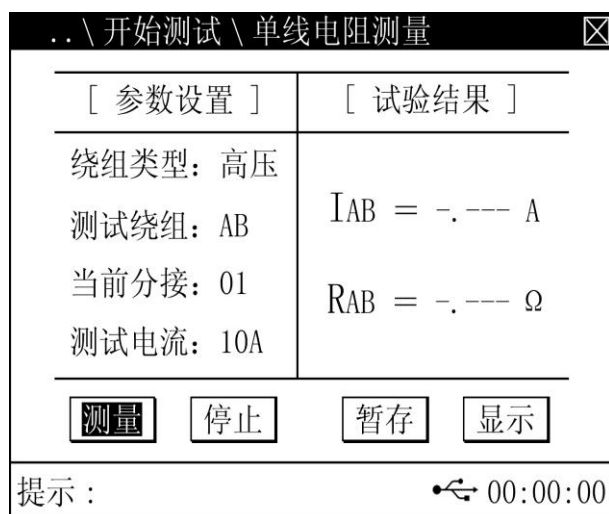 ..\开始测试\单线电阻测量
[ 参数设置 ] [ 试验结果 ]
绕组类型：高压
测试绕组：AB
当前分接：01
测试电流：10A
IAB = -.--- A
RAB = -.--- Ω
测量 停止 暂存 显示
提示： 00:00:00